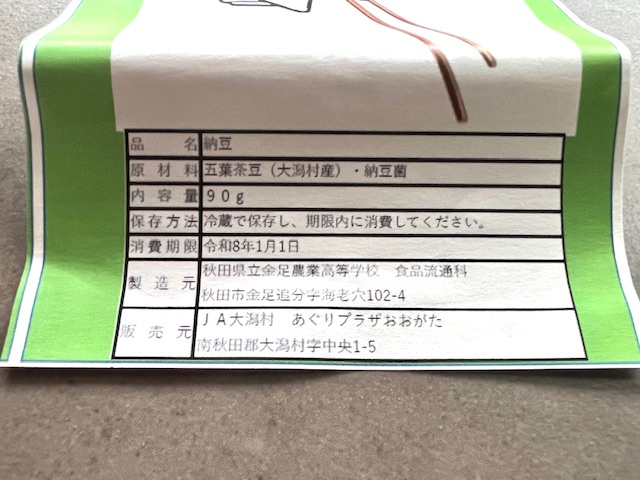 品名 納豆
原材料 五葉茶豆（大潟村産）・納豆菌
内容量 ９０ｇ
保存方法 冷蔵で保存し、期限内に消費してください。
消費期限 令和8年1月1日
製造元 秋田県立金足農業高等学校　食品流通科
秋田市金足追分字海老穴102-4
販売元 ＪＡ大潟村　あぐりプラザおおがた
南秋田郡大潟村字中央1-5